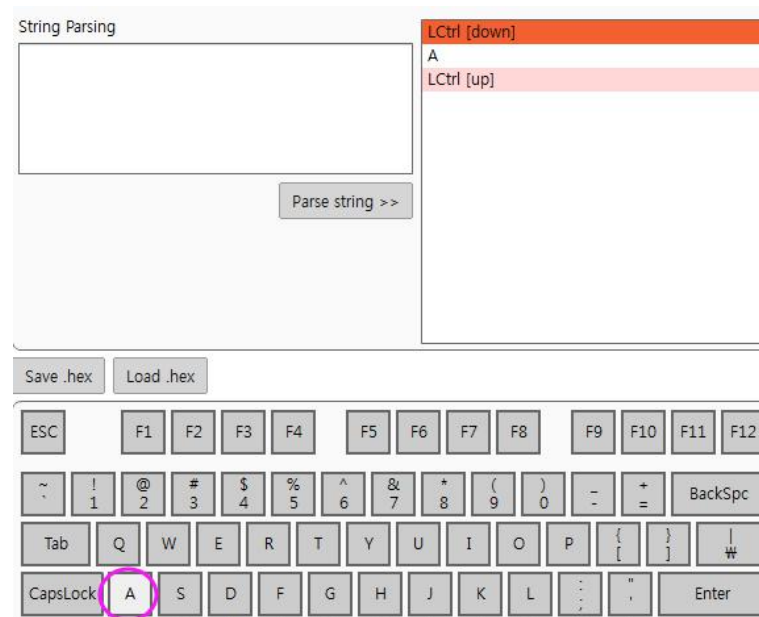 String Parsing
LCtrl [down]
A
LCtrl [up]
Parse string >>
Save .hex Load .hex
ESC F1 F2 F3 F4 F5 F6 F7 F8 F9 F10 F11 F12
~ ! @ # $ % ^ & * ( ) _ +
` 1 2 3 4 5 6 7 8 9 0 - = BackSpc
Tab Q W E R T Y U I O P { [ } ] | ₩
CapsLock A S D F G H J K L : ; " ' Enter